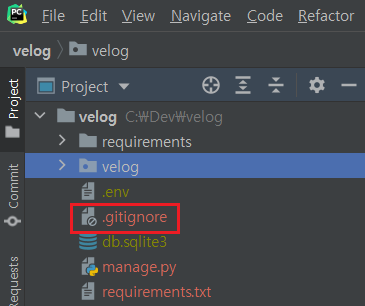 PC File Edit View Navigate Code Refactor
velog velog
Project
Project
velog C:₩Dev₩velog
requirements
velog
.env
.gitignore
Commit
db.sqlite3
manage.py
Requests
requirements.txt